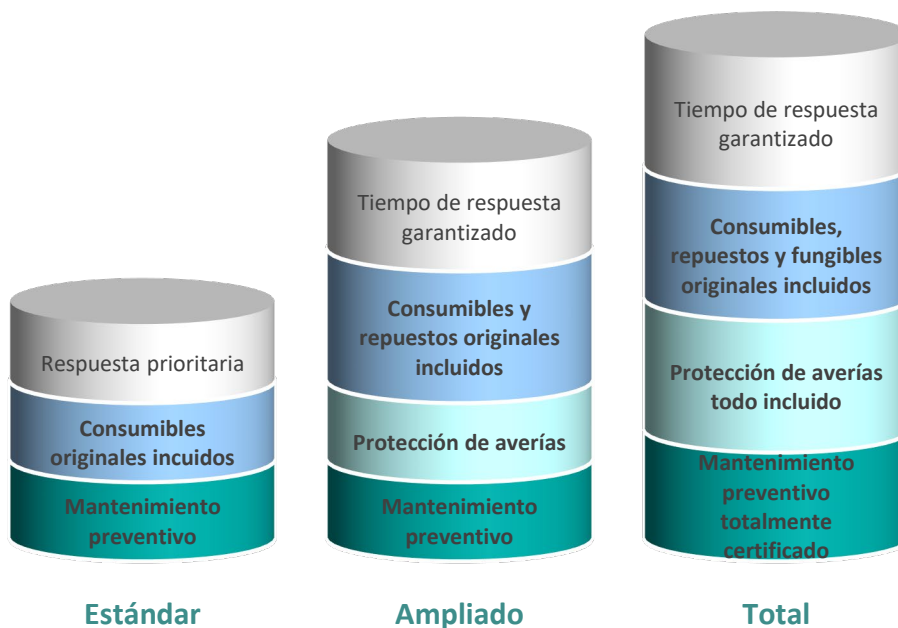 Respuesta prioritaria
Consumibles
originales incuidos
Mantenimiento
preventivo
Estándar
Tiempo de respuesta
garantizado
Consumibles y
repuestos originales
incluidos
Protección de averías
Mantenimiento
preventivo
Ampliado
Tiempo de respuesta
garantizado
Consumibles,
repuestos y fungibles
originales incluidos
Protección de averías
todo incluido
Mantenimiento
preventivo
totalmente
certificado
Total